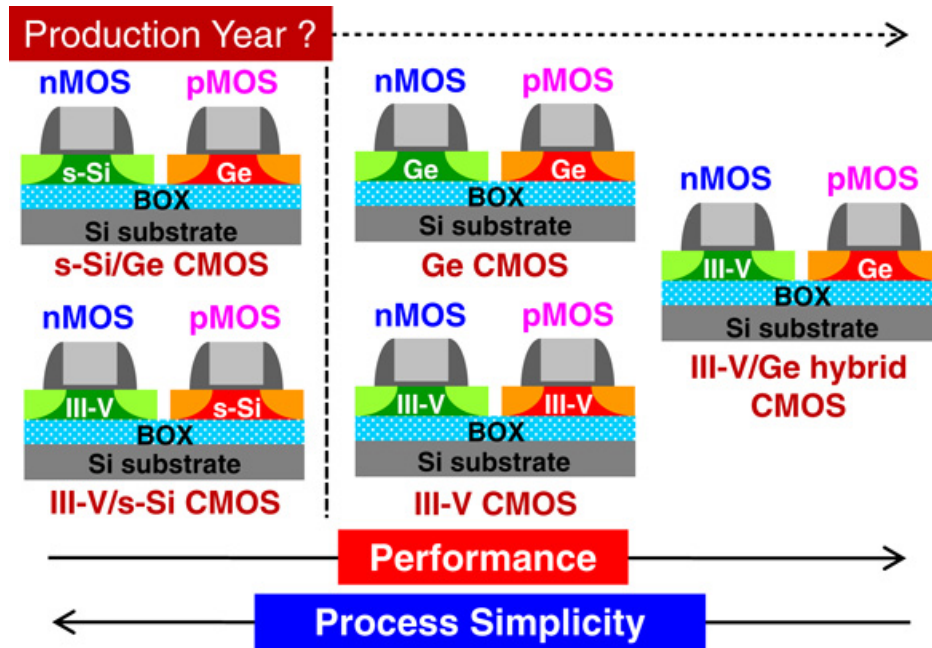 Production Year ?
nMOS pMOS
s-Si Ge
BOX
Si substrate
s-Si/Ge CMOS
nMOS pMOS
III-V s-Si
BOX
Si substrate
III-V/s-Si CMOS
nMOS pMOS
Ge Ge
BOX
Si substrate
Ge CMOS
nMOS pMOS
III-V III-V
BOX
Si substrate
III-V CMOS
nMOS pMOS
III-V Ge
BOX
Si substrate
III-V/Ge hybrid
CMOS
Performance
Process Simplicity